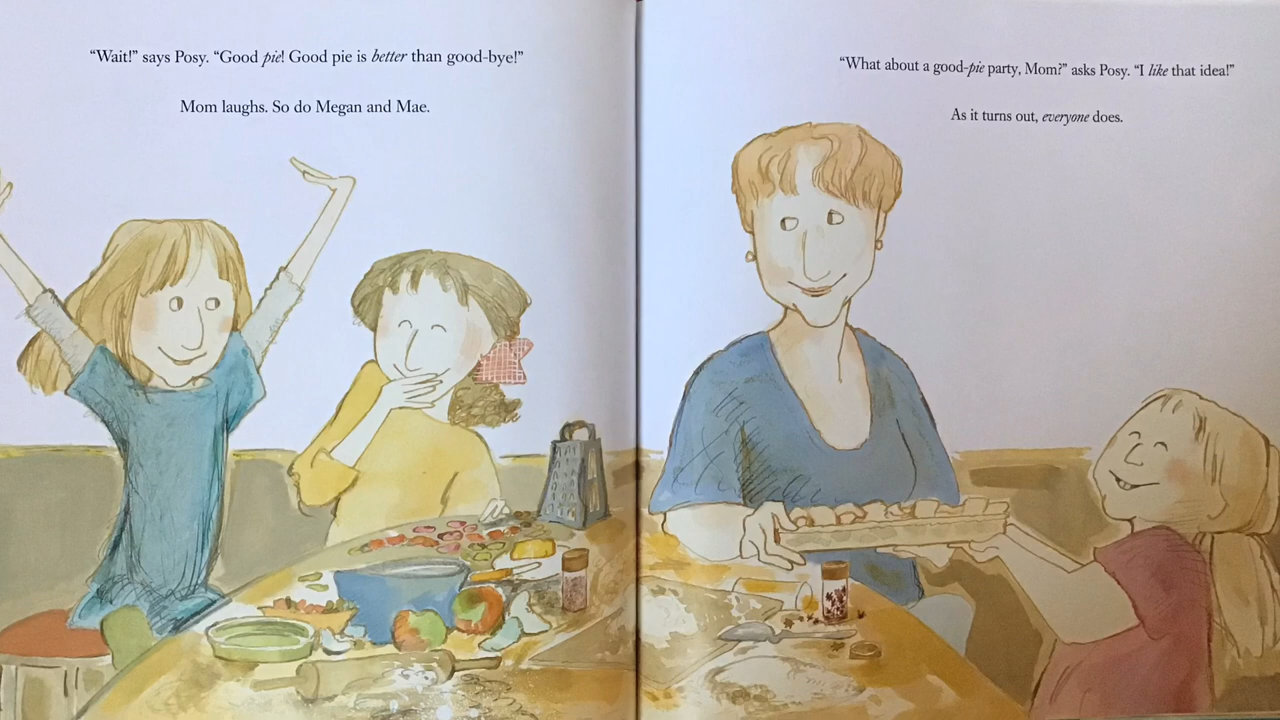 “Wait!” says Posy. “Good pie! Good pie is better than good-bye!”
Mom laughs. So do Megan and Mae.
“What about a good-pie party, Mom?” asks Posy. “I like that idea!”
As it turns out, everyone does.